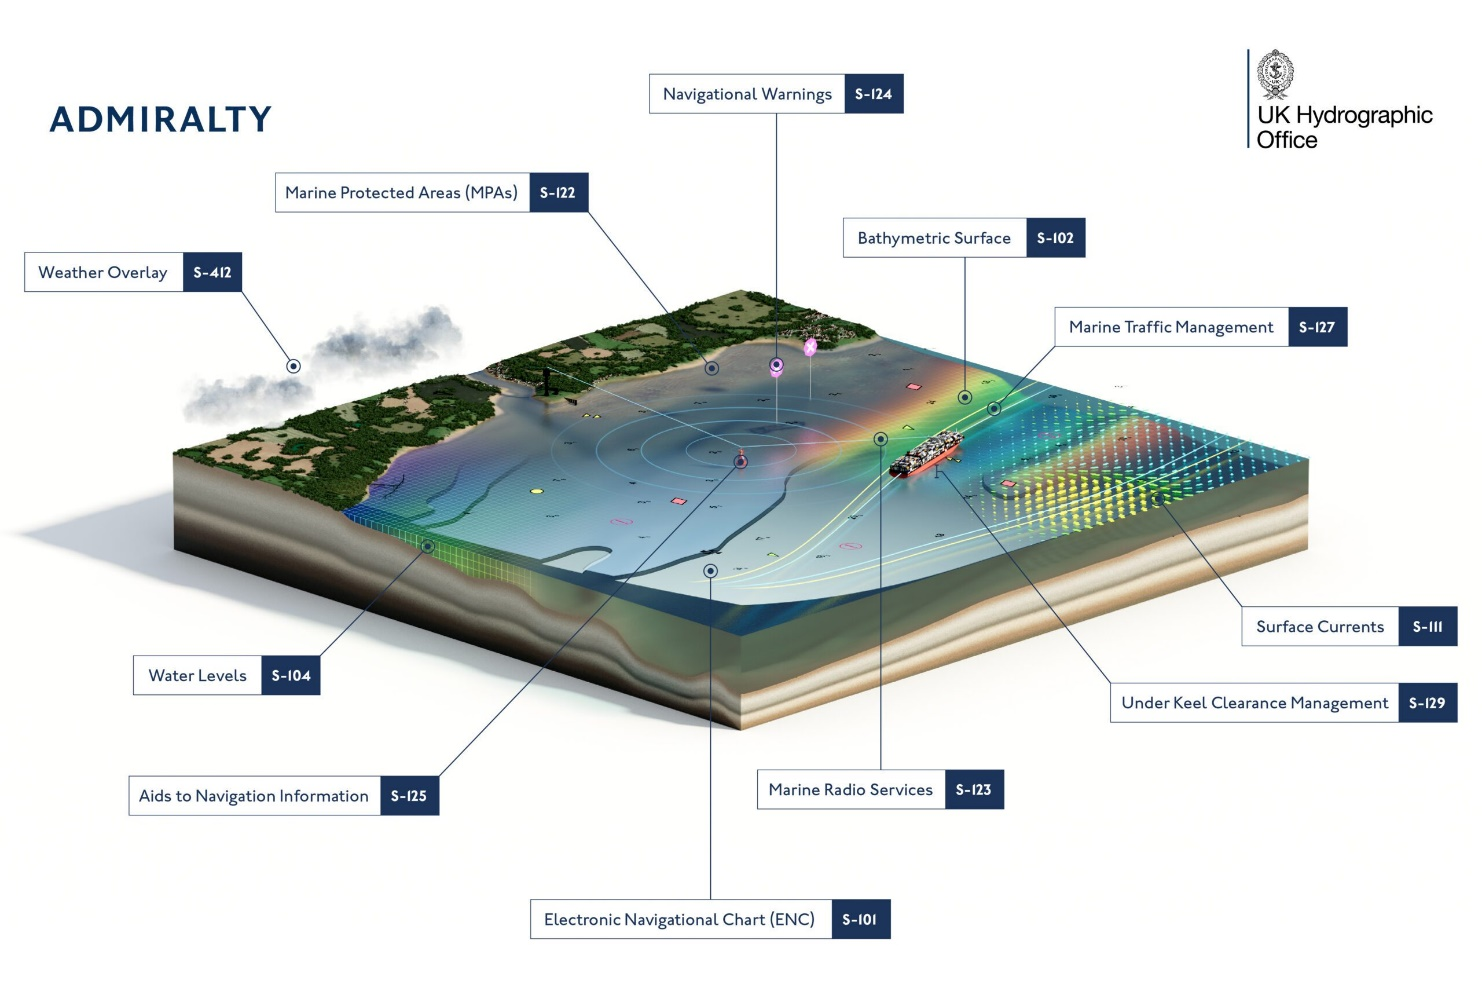 ADMIRALTY
UK Hydrographic
Office
Navigational Warnings S-124
Marine Protected Areas (MPAs) S-122
Bathymetric Surface S-102
Weather Overlay S-412
Marine Traffic Management S-127
Surface Currents S-111
Water Levels S-104
Under Keel Clearance Management S-129
Aids to Navigation Information S-125
Marine Radio Services S-123
Electronic Navigational Chart (ENC) S-101